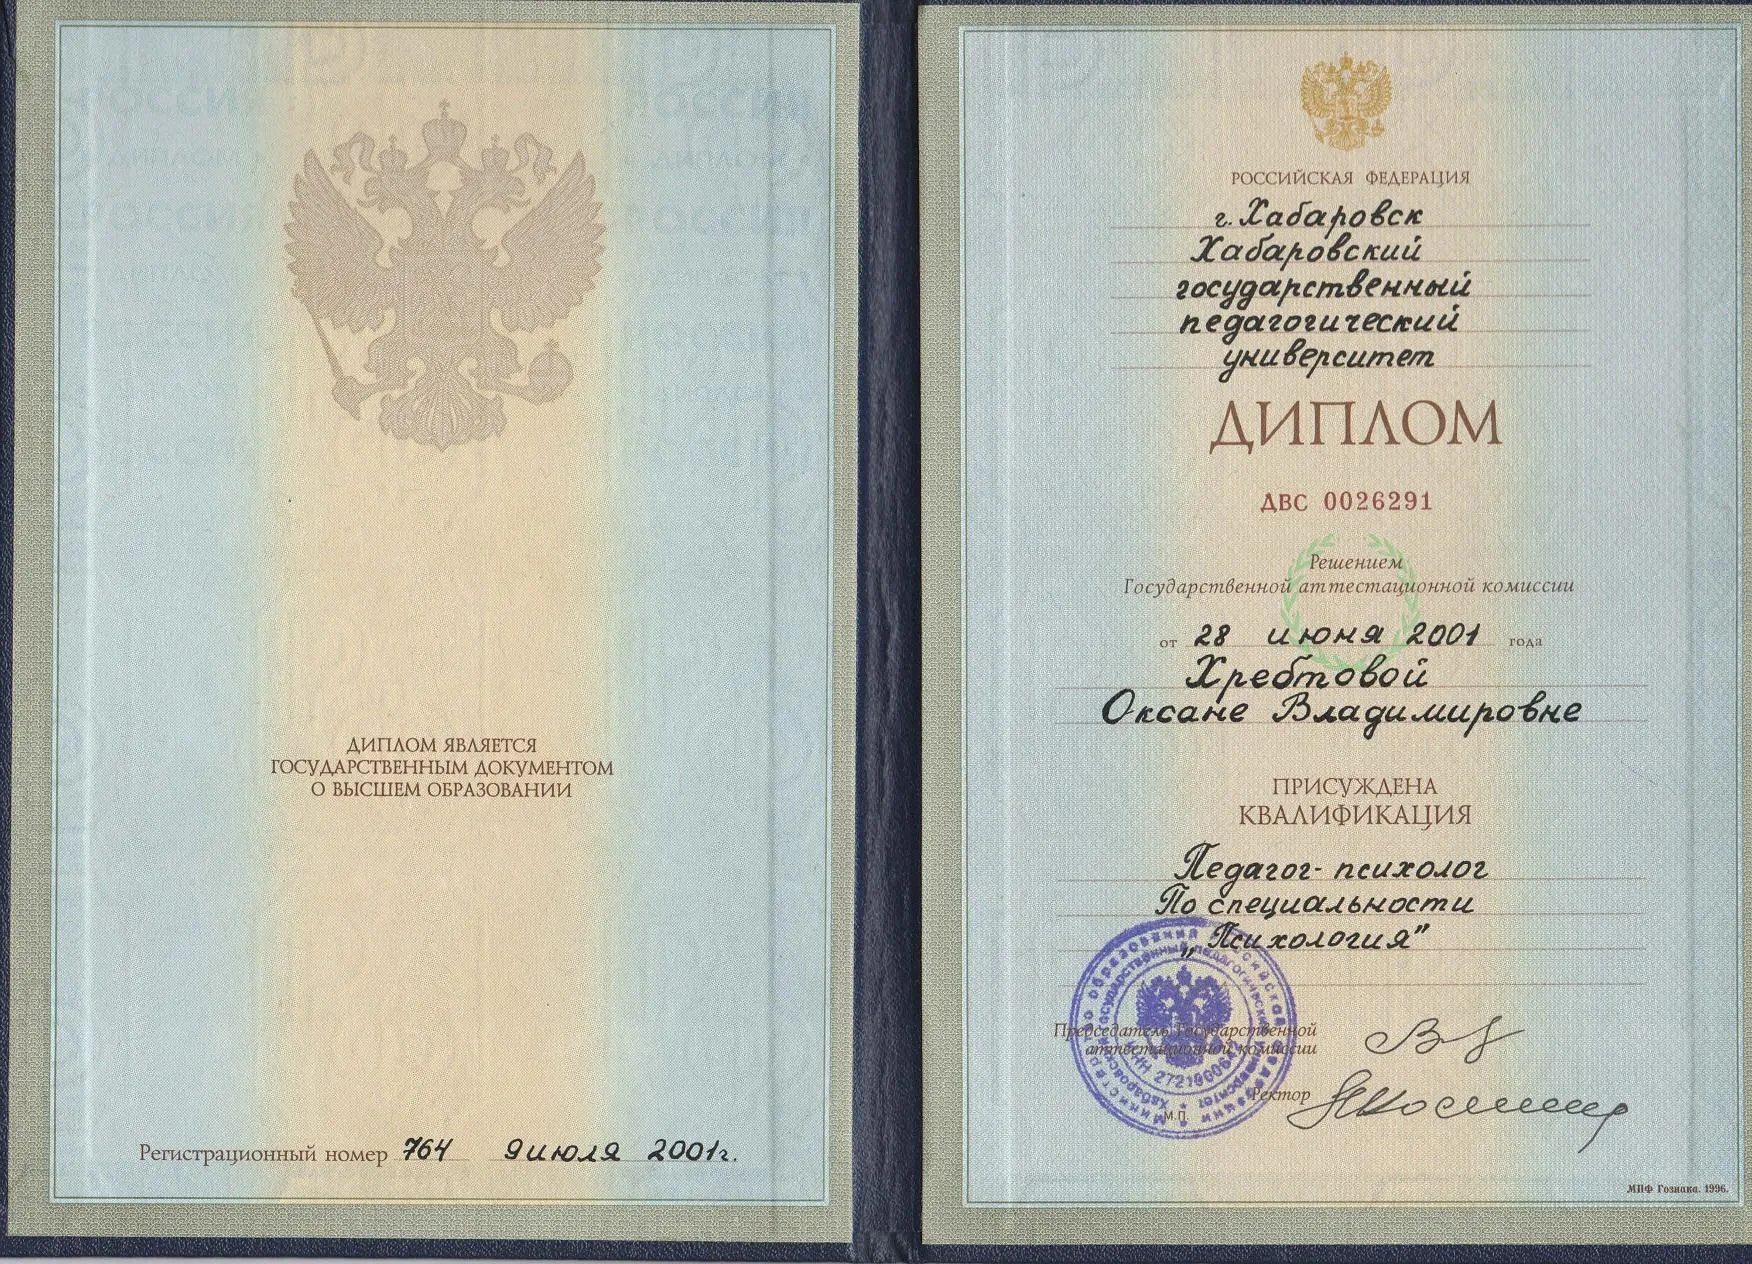 ДИПЛОМ ЯВЛЯЕТСЯ
ГОСУДАРСТВЕННЫМ ДОКУМЕНТОМ
О ВЫСШЕМ ОБРАЗОВАНИИ
Регистрационный номер 764 9 июля 2001г.
РОССИЙСКАЯ ФЕДЕРАЦИЯ
г. Хабаровск
Хабаровский
государственный
педагогический
университет
ДИПЛОМ
ДВС 0026291
Решением
Государственной аттестационной комиссии
от 28 июня 2001 года
Хребтовой
Оксане Владимировне
ПРИСУЖДЕНА
КВАЛИФИКАЦИЯ
Педагог-психолог
По специальности
„Психология”
Председатель Государственной
аттестационной комиссии
Ректор
М.П.
МПФ Гознака. 1996.